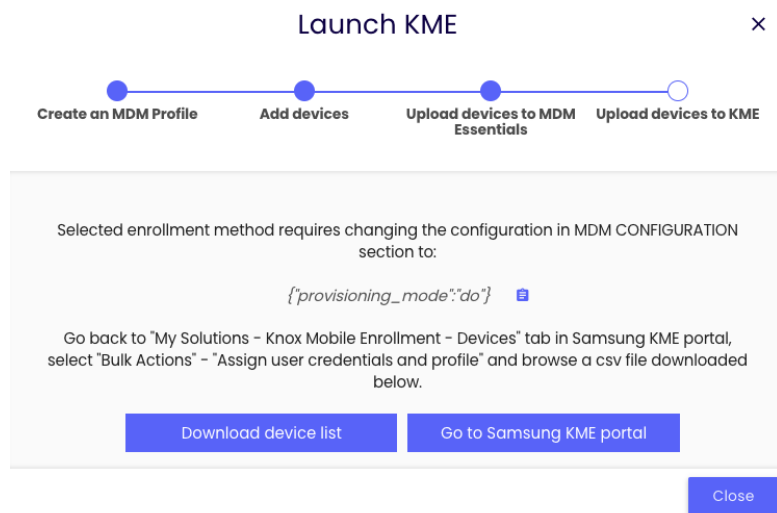 Launch KME
Create an MDM Profile
Add devices
Upload devices to MDM
Essentials
Upload devices to KME
Selected enrollment method requires changing the configuration in MDM CONFIGURATION
section to:
{"provisioning_mode":"do"}
Go back to "My Solutions - Knox Mobile Enrollment - Devices" tab in Samsung KME portal,
select "Bulk Actions" - "Assign user credentials and profile" and browse a csv file downloaded
below.
Download device list
Go to Samsung KME portal
Close